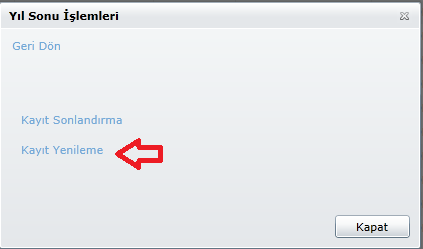 Yıl Sonu İşlemleri
Geri Dön
Kayıt Sonlandırma
Kayıt Yenileme
Kapat